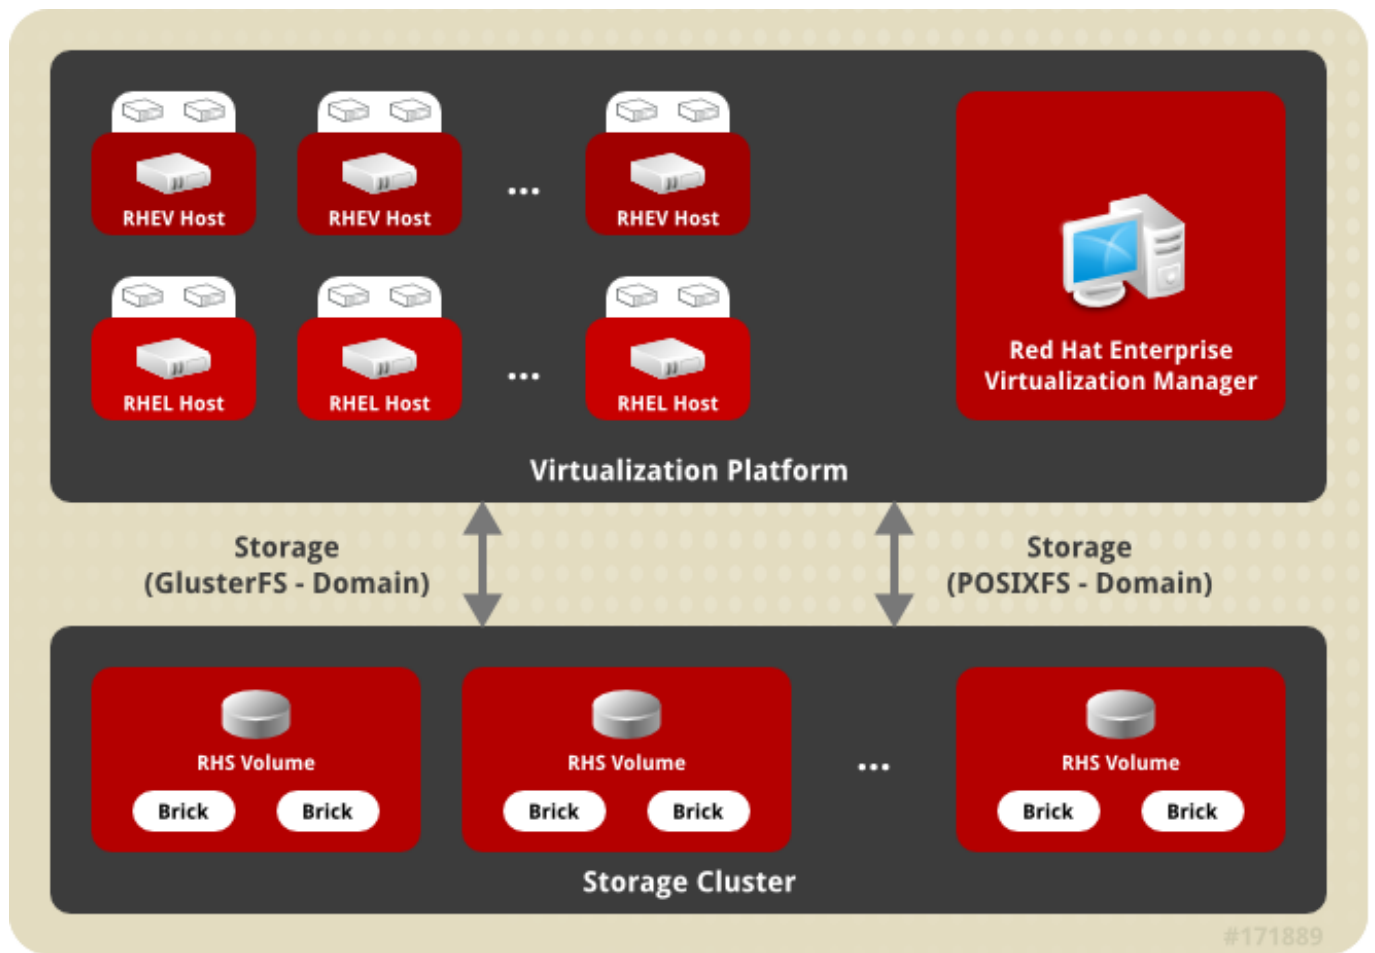 RHEV Host
RHEV Host
...
RHEV Host
RHEL Host
RHEL Host
...
RHEL Host
Red Hat Enterprise
Virtualization Manager
Virtualization Platform
Storage
(GlusterFS - Domain)
Storage
(POSIXFS - Domain)
RHS Volume
Brick
Brick
RHS Volume
Brick
Brick
...
RHS Volume
Brick
Brick
Storage Cluster
#171889